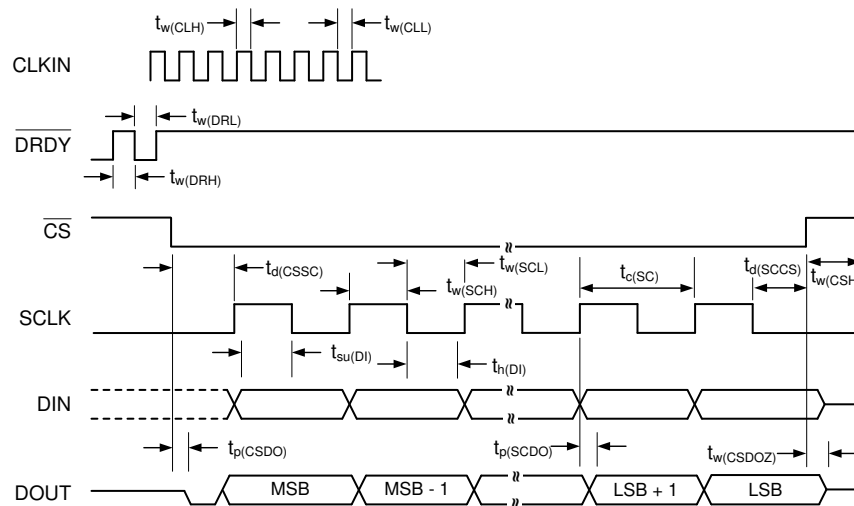 tw(CLH)
tw(CLL)
CLKIN
tw(DRL)
DRDY
tw(DRH)
CS
td(CSSC)
tw(SCL)
tw(SCH)
tc(SC)
td(SCCS)
tw(CSH
SCLK
tsu(DI)
th(DI)
DIN
tp(CSDO)
tp(SCDO)
tw(CSDOZ)
DOUT
MSB
MSB - 1
LSB + 1
LSB